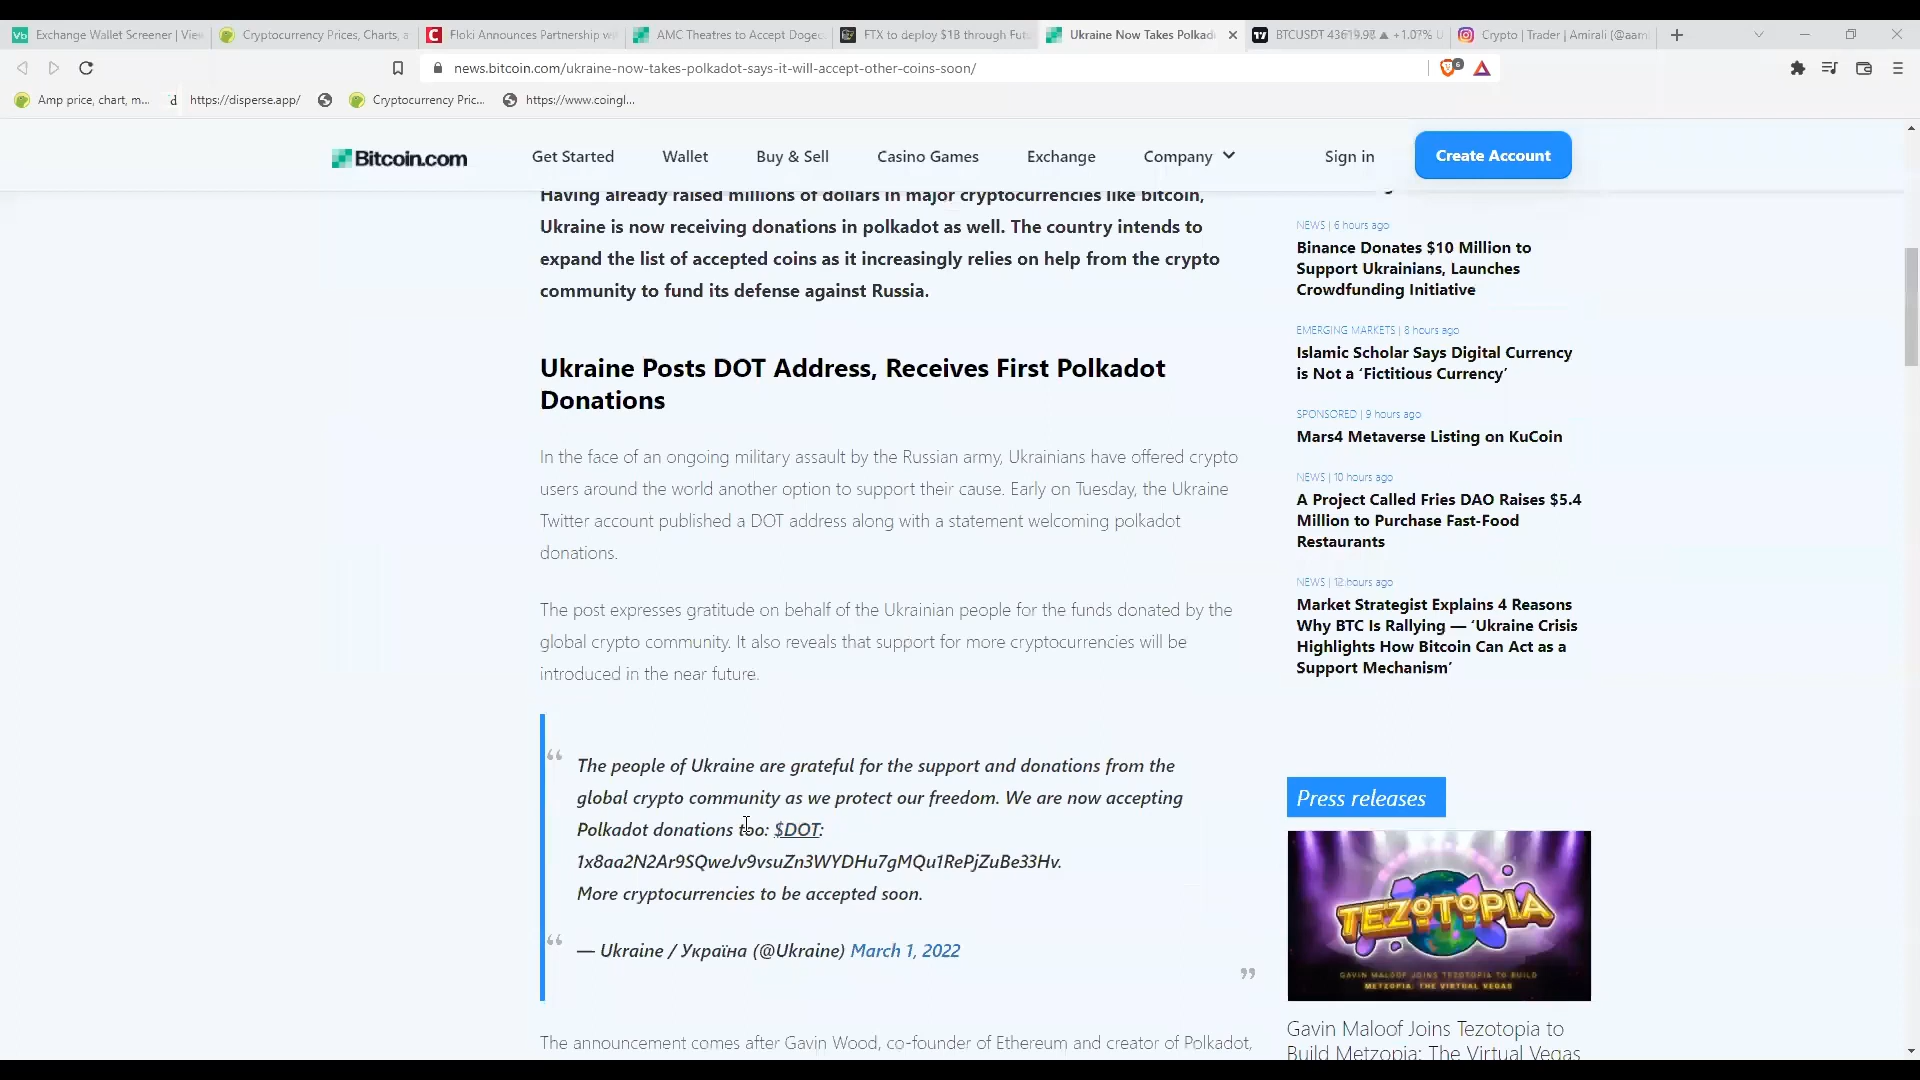 Exchange Wallet Screener | View
Cryptocurrency Prices, Charts, a
Floki Announces Partnership wi
AMC Theatres to Accept Dogec
FTX to deploy $1B through Futu
Ukraine Now Takes Polkad
BTCUSDT ▲ +1.07% U
Crypto | Trader | Amirali (@aam
news.bitcoin.com/ukraine-now-takes-polkadot-says-it-will-accept-other-coins-soon/
6
Amp price, chart, m...
https://disperse.app/
Cryptocurrency Pric...
https://www.coingl...
Bitcoin.com
Get Started
Wallet
Buy & Sell
Casino Games
Exchange
Company
Sign in
Create Account
Having already raised millions of dollars in major cryptocurrencies like bitcoin,
Ukraine is now receiving donations in polkadot as well. The country intends to
expand the list of accepted coins as it increasingly relies on help from the crypto
community to fund its defense against Russia.
Ukraine Posts DOT Address, Receives First Polkadot
Donations
In the face of an ongoing military assault by the Russian army, Ukrainians have offered crypto
users around the world another option to support their cause. Early on Tuesday, the Ukraine
Twitter account published a DOT address along with a statement welcoming polkadot
donations.
The post expresses gratitude on behalf of the Ukrainian people for the funds donated by the
global crypto community. It also reveals that support for more cryptocurrencies will be
introduced in the near future.
“ The people of Ukraine are grateful for the support and donations from the
global crypto community as we protect our freedom. We are now accepting
Polkadot donations too: $DOT:
1x8aa2N2Ar9SQweJv9vsuZn3WYDHu7gMQu1RePjZuBe33Hv.
More cryptocurrencies to be accepted soon.
“ — Ukraine / Україна (@Ukraine) March 1, 2022
”
The announcement comes after Gavin Wood, co-founder of Ethereum and creator of Polkadot,
NEWS | 6 hours ago
Binance Donates $10 Million to
Support Ukrainians, Launches
Crowdfunding Initiative
EMERGING MARKETS | 8 hours ago
Islamic Scholar Says Digital Currency
is Not a ‘Fictitious Currency’
SPONSORED | 9 hours ago
Mars4 Metaverse Listing on KuCoin
NEWS | 10 hours ago
A Project Called Fries DAO Raises $5.4
Million to Purchase Fast-Food
Restaurants
NEWS | 12 hours ago
Market Strategist Explains 4 Reasons
Why BTC Is Rallying — ‘Ukraine Crisis
Highlights How Bitcoin Can Act as a
Support Mechanism’
Press releases
TEZOTOPIA
GAVIN MALOOF JOINS TEZOTOPIA TO BUILD
METZOPIA: THE VIRTUAL VEGAS
Gavin Maloof Joins Tezotopia to
Build Metzopia: The Virtual Vegas